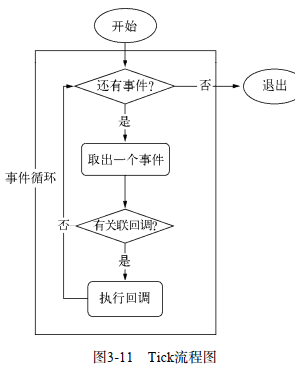 开始
还有事件?
否
退出
是
取出一个事件
事件循环
有关联回调?
否
是
执行回调
图3-11 Tick流程图